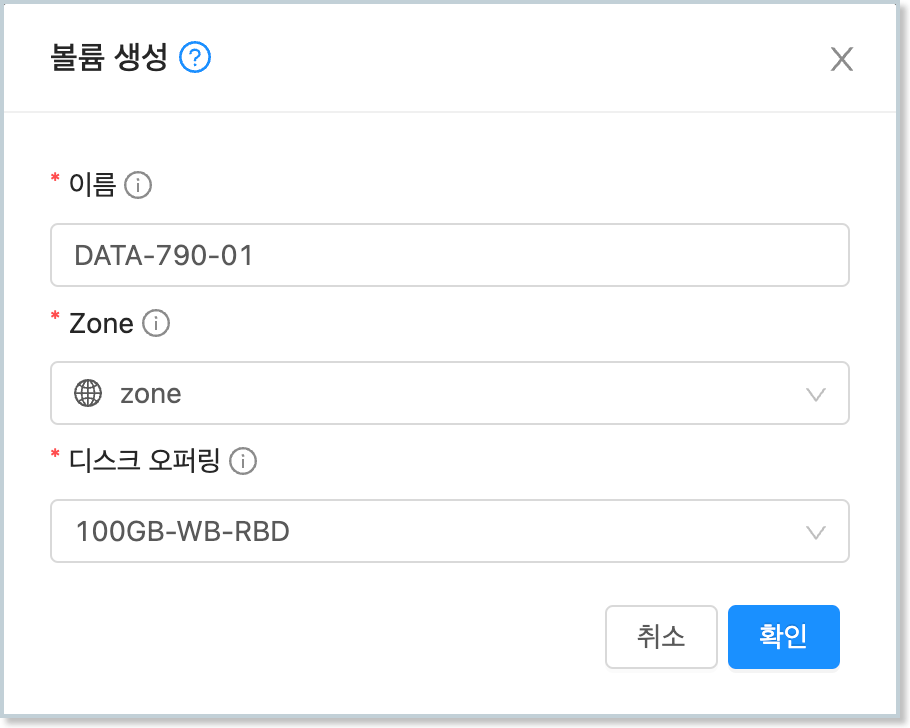 볼륨 생성
* 이름
DATA-790-01
* Zone
zone
* 디스크 오퍼링
100GB-WB-RBD
취소 확인